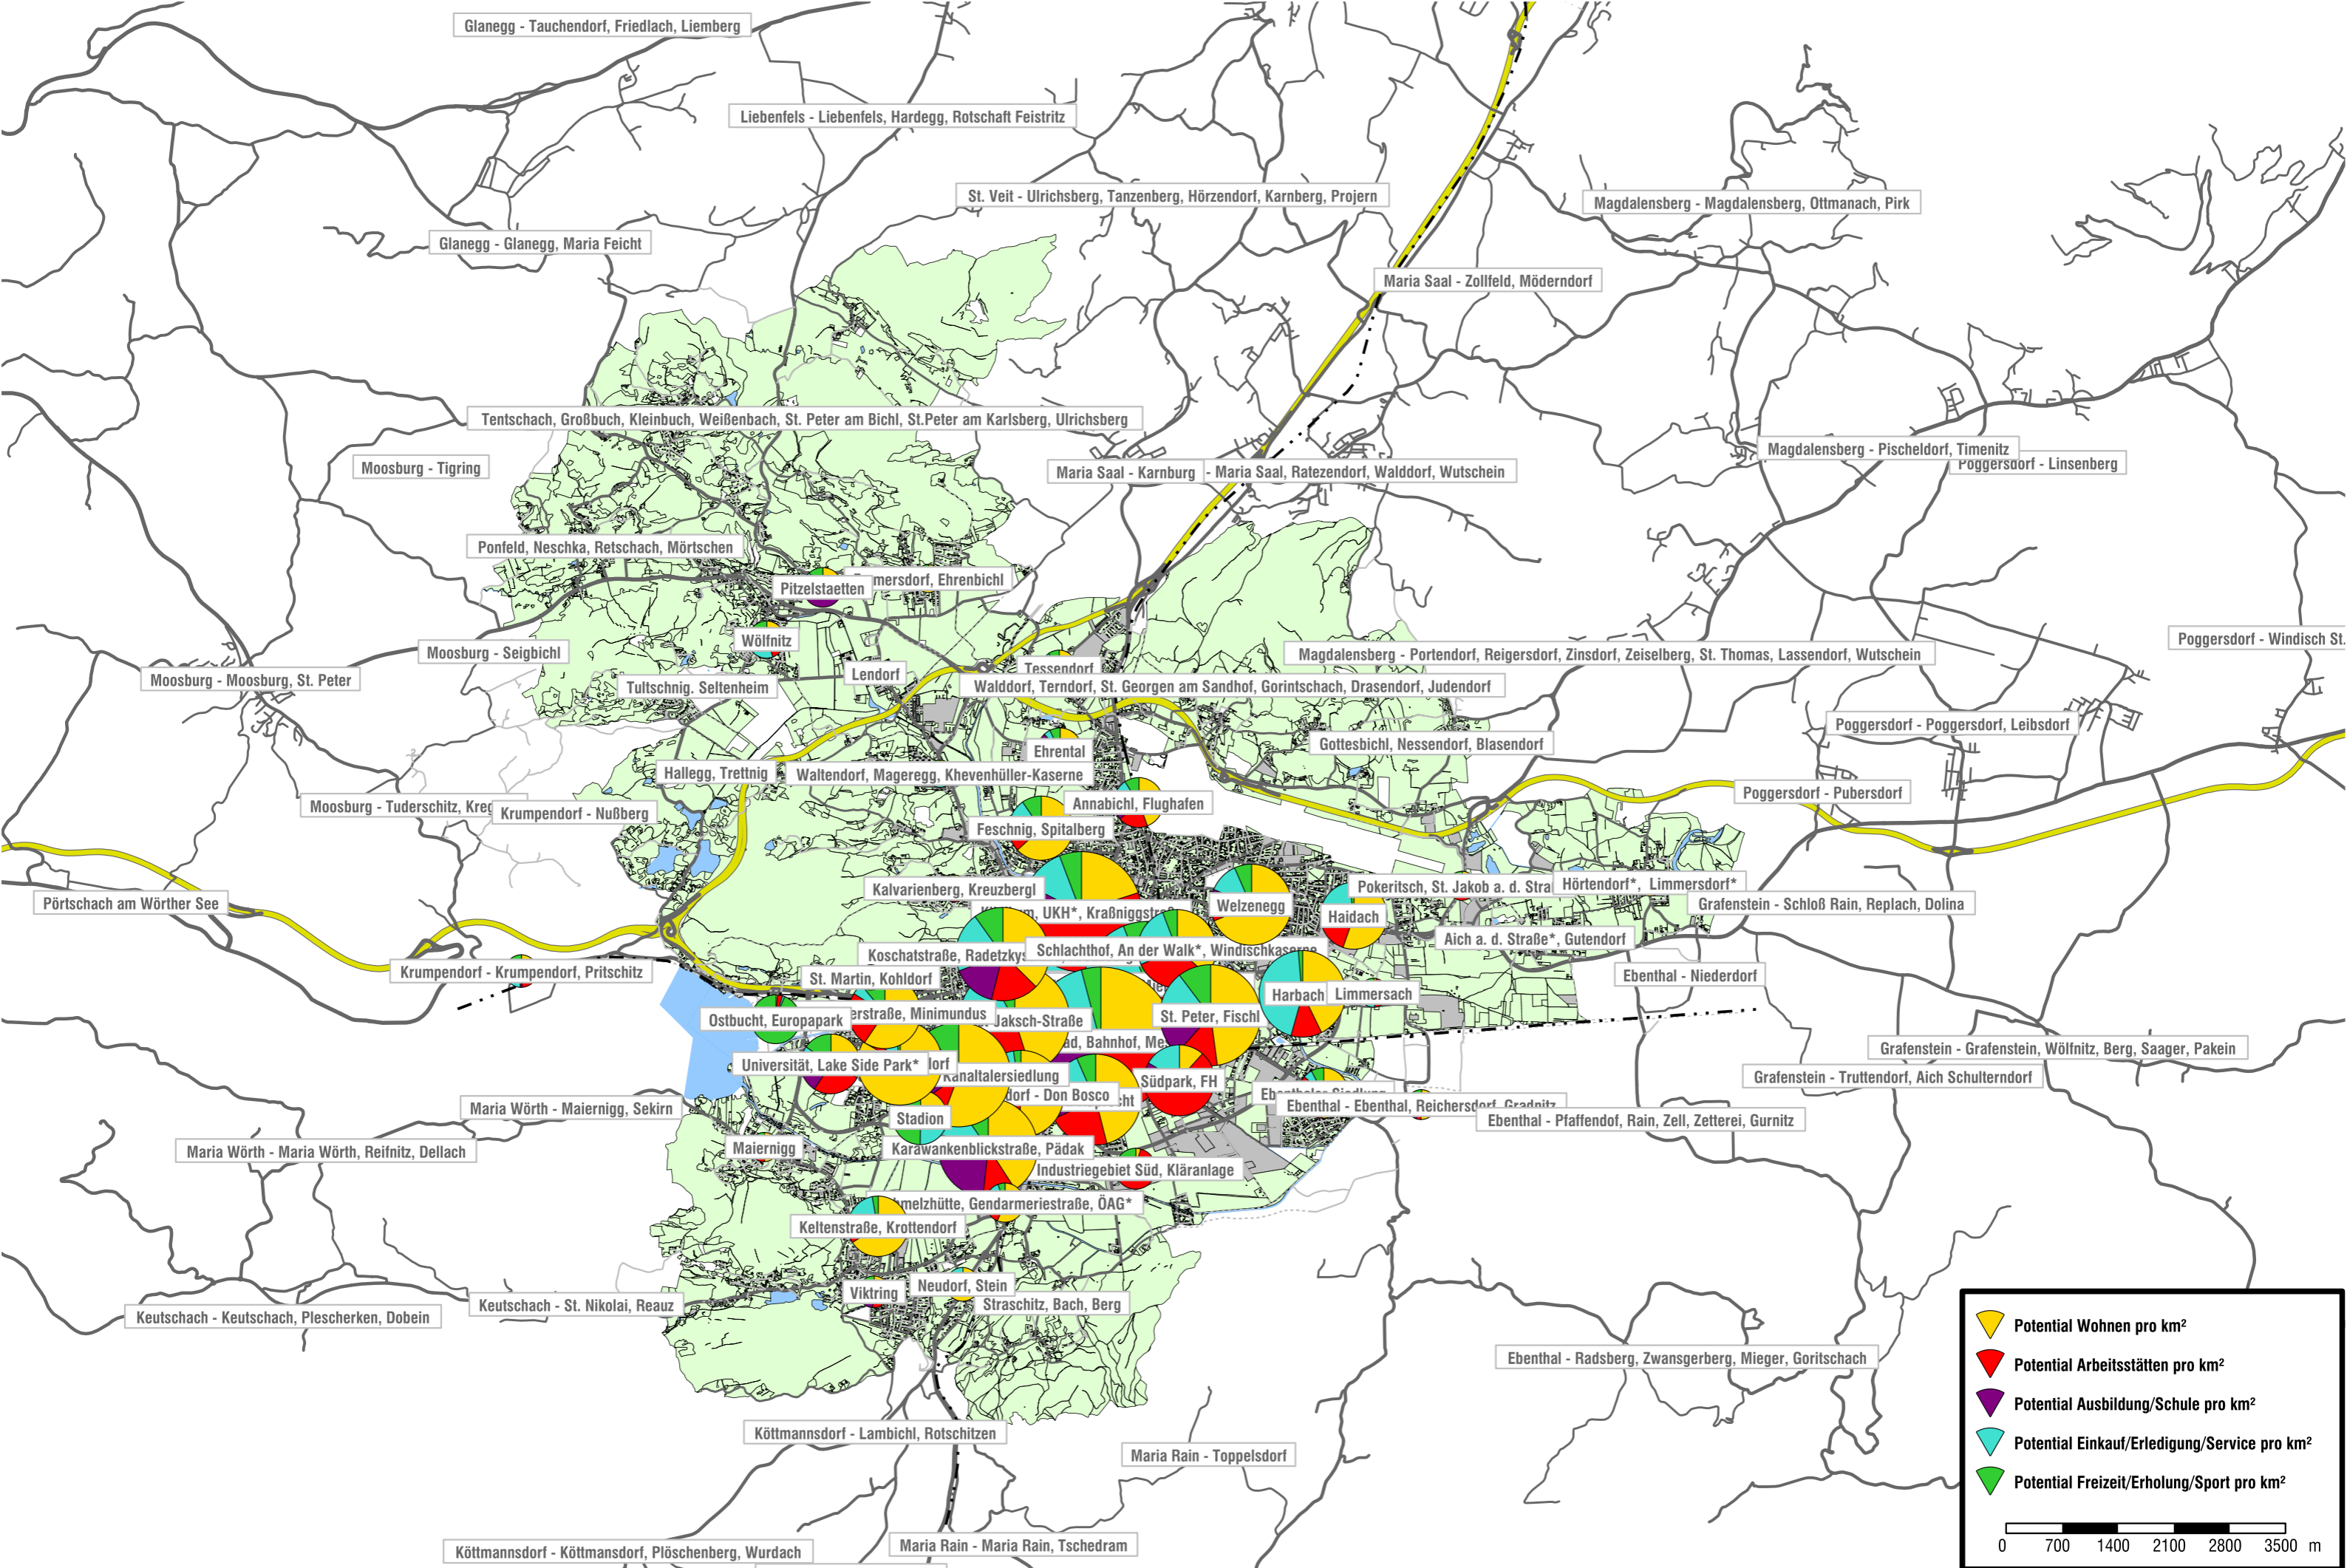 Glanegg - Tauchendorf, Friedlach, Liemberg
Liebenfels - Liebenfels, Hardegg, Rotschaft Feistritz
St. Veit - Ulrichsberg, Tanzenberg, Hörzendorf, Karnberg, Projern
Magdalensberg - Magdalensberg, Ottmanach, Pirk
Glanegg - Glanegg, Maria Feicht
Maria Saal - Zollfeld, Möderndorf
Tentschach, Großbuch, Kleinbuch, Weißenbach, St. Peter am Bichl, St.Peter am Karlsberg, Ulrichsberg
Magdalensberg - Pischeldorf, Timenitz
Poggersdorf - Linsenberg
Moosburg - Tigring
Maria Saal - Karnburg
- Maria Saal, Ratezendorf, Walddorf, Wutschein
Ponfeld, Neschka, Retschach, Mörtschen
mersdorf, Ehrenbichl
Pitzelstaetten
Wölfnitz
Poggersdorf - Windisch St.
Moosburg - Seigbichl
Magdalensberg - Portendorf, Reigersdorf, Zinsdorf, Zeiselberg, St. Thomas, Lassendorf, Wutschein
Tessendorf
Lendorf
Moosburg - Moosburg, St. Peter
Tultschnig. Seltenheim
Walddorf, Terndorf, St. Georgen am Sandhof, Gorintschach, Drasendorf, Judendorf
Poggersdorf - Poggersdorf, Leibsdorf
Ehrental
Gottesbichl, Nessendorf, Blasendorf
Hallegg, Trettnig
Waltendorf, Mageregg, Khevenhüller-Kaserne
Poggersdorf - Pubersdorf
Moosburg - Tuderschitz, Kreg
Krumpendorf - Nußberg
Annabichl, Flughafen
Feschnig, Spitalberg
Kalvarienberg, Kreuzbergl
Pokeritsch, St. Jakob a. d. Stra
Hörtendorf*, Limmersdorf*
Pörtschach am Wörther See
Grafenstein - Schloß Rain, Replach, Dolina
Welzenegg
UKH*, Kraßniggstra
Haidach
Aich a. d. Straße*, Gutendorf
Koschatstraße, Radetzkys
Schlachthof, An der Walk*, Windischkaserne
Krumpendorf - Krumpendorf, Pritschitz
St. Martin, Kohldorf
Ebenthal - Niederdorf
Harbach
Limmersach
Ostbucht, Europapark
erstraße, Minimundus
Jaksch-Straße
St. Peter, Fischl
ad, Bahnhof, Me
Grafenstein - Grafenstein, Wölfnitz, Berg, Saager, Pakein
Universität, Lake Side Park*
dorf
Kanaltalersiedlung
Südpark, FH
Grafenstein - Truttendorf, Aich Schulterndorf
dorf - Don Bosco
cht
Ebenthaler Siedlung
Ebenthal - Ebenthal, Reichersdorf, Gradnitz
Maria Wörth - Maiernigg, Sekirn
Stadion
Ebenthal - Pfaffendof, Rain, Zell, Zetterei, Gurnitz
Maria Wörth - Maria Wörth, Reifnitz, Dellach
Maiernigg
Karawankenblickstraße, Pädak
Industriegebiet Süd, Kläranlage
melzhütte, Gendarmeriestraße, ÖAG*
Keltenstraße, Krottendorf
Neudorf, Stein
Viktring
Straschitz, Bach, Berg
Keutschach - St. Nikolai, Reauz
Keutschach - Keutschach, Plescherken, Dobein
Ebenthal - Radsberg, Zwansgerberg, Mieger, Goritschach
Köttmannsdorf - Lambichl, Rotschitzen
Maria Rain - Toppelsdorf
Maria Rain - Maria Rain, Tschedram
Köttmannsdorf - Köttmansdorf, Plöschenberg, Wurdach
Potential Wohnen pro km²
Potential Arbeitsstätten pro km²
Potential Ausbildung/Schule pro km²
Potential Einkauf/Erledigung/Service pro km²
Potential Freizeit/Erholung/Sport pro km²
0 700 1400 2100 2800 3500 m